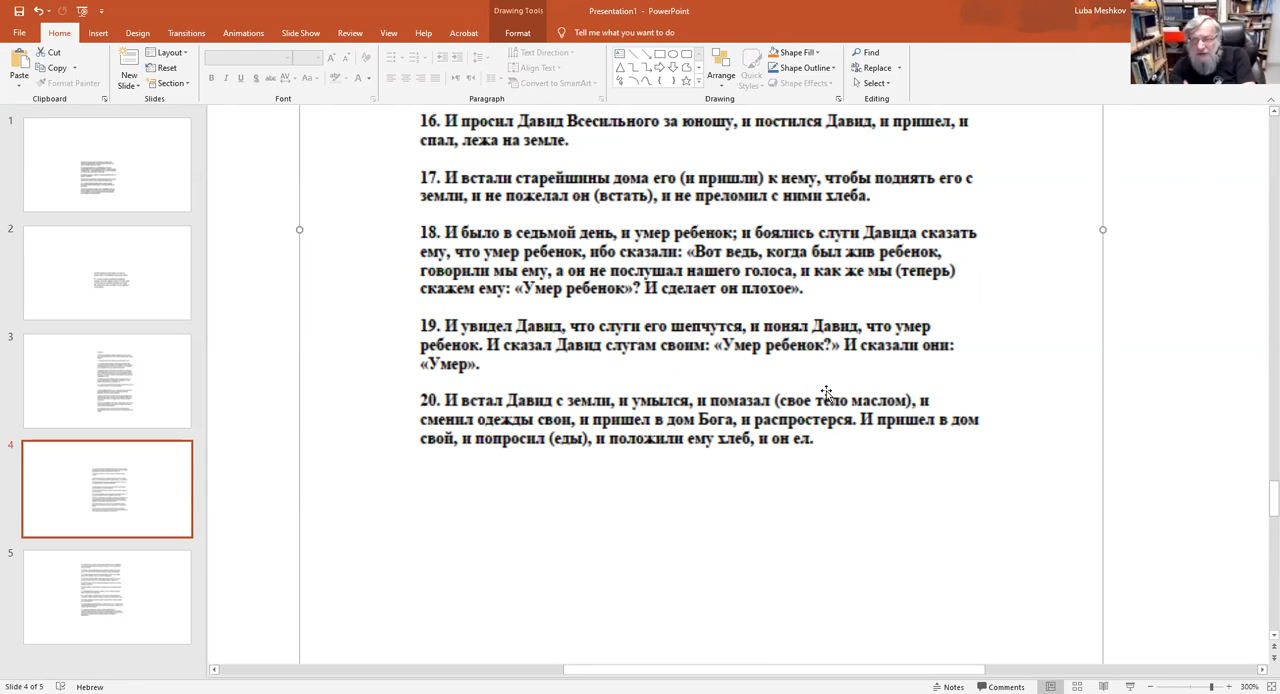 Drawing Tools
Presentation1 - PowerPoint
Luba Meshkov
File Home Insert Design Transitions Animations Slide Show Review View Help Acrobat Format Tell me what you want to do
Cut
Copy
Format Painter
Paste
Clipboard
New
Slide
Layout
Reset
Section
Slides
Font
Text Direction
Align Text
Convert to SmartArt
Paragraph
Arrange
Quick
Styles
Shape Fill
Shape Outline
Shape Effects
Drawing
Find
Replace
Select
Editing
1
2
3
4
5
16. И просил Давид Всесильного за юношу, и постился Давид, и пришел, и
спал, лежа на земле.
17. И встали старейшины дома его (и пришли) к нему, чтобы поднять его с
земли, и не пожелал он (встать), и не преломил с ними хлеба.
18. И было в седьмой день, и умер ребенок; и боялись слуги Давида сказать
ему, что умер ребенок, ибо сказали: «Вот ведь, когда был жив ребенок,
говорили мы ему, а он не послушал нашего голоса, и как же мы (теперь)
скажем ему: «Умер ребенок»? И сделает он плохое».
19. И увидел Давид, что слуги его шепчутся, и понял Давид, что умер
ребенок. И сказал Давид слугам своим: «Умер ребенок?» И сказали они:
«Умер».
20. И встал Давид с земли, и умылся, и помазал (свое тело маслом), и
сменил одежды свои, и пришел в дом Бога, и распростерся. И пришел в дом
свой, и попросил (еды), и положили ему хлеб, и он ел.
Slide 4 of 5 Hebrew
Notes Comments 300%